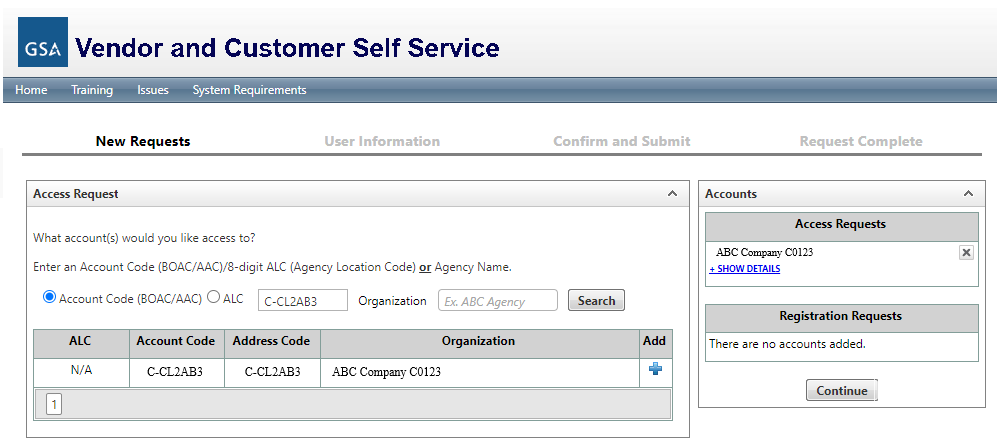 GSA Vendor and Customer Self Service
Home Training Issues System Requirements
New Requests User Information Confirm and Submit Request Complete
Access Request
What account(s) would you like access to?
Enter an Account Code (BOAC/AAC)/8-digit ALC (Agency Location Code) or Agency Name.
Account Code (BOAC/AAC) ALC C-CL2AB3 Organization Ex. ABC Agency Search
ALC Account Code Address Code Organization Add
N/A C-CL2AB3 C-CL2AB3 ABC Company C0123
1
Accounts
Access Requests
ABC Company C0123
+ SHOW DETAILS
Registration Requests
There are no accounts added.
Continue